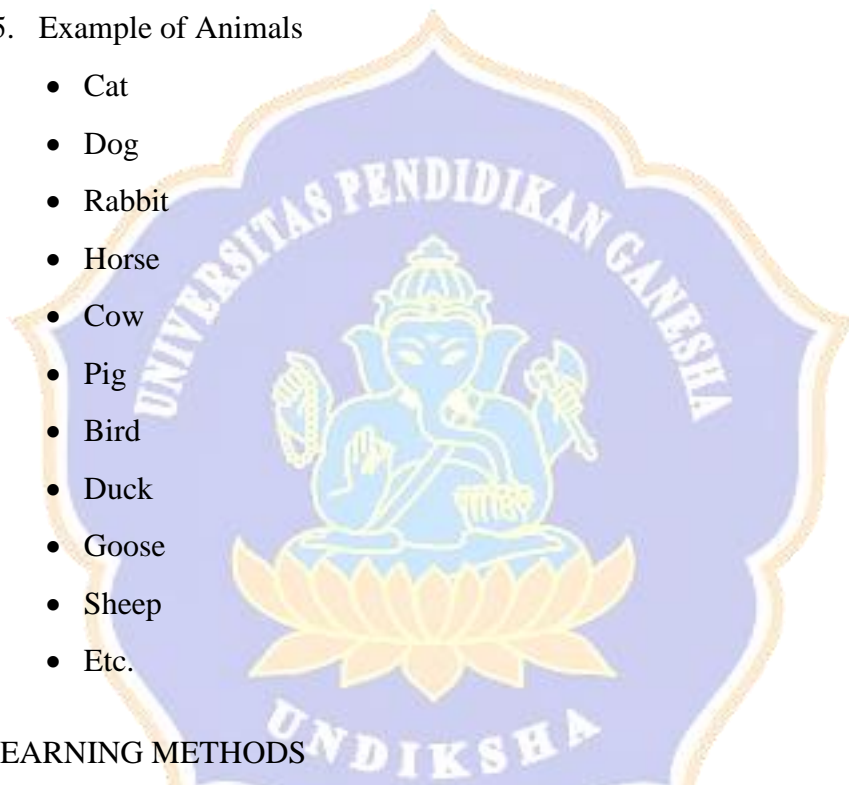 5. Example of Animals
• Cat
• Dog
• Rabbit
• Horse
• Cow
• Pig
• Bird
• Duck
• Goose
• Sheep
• Etc.
UNIVERSITAS PENDIDIKAN GANESHA
UNDIKSHA
EARNING METHODS